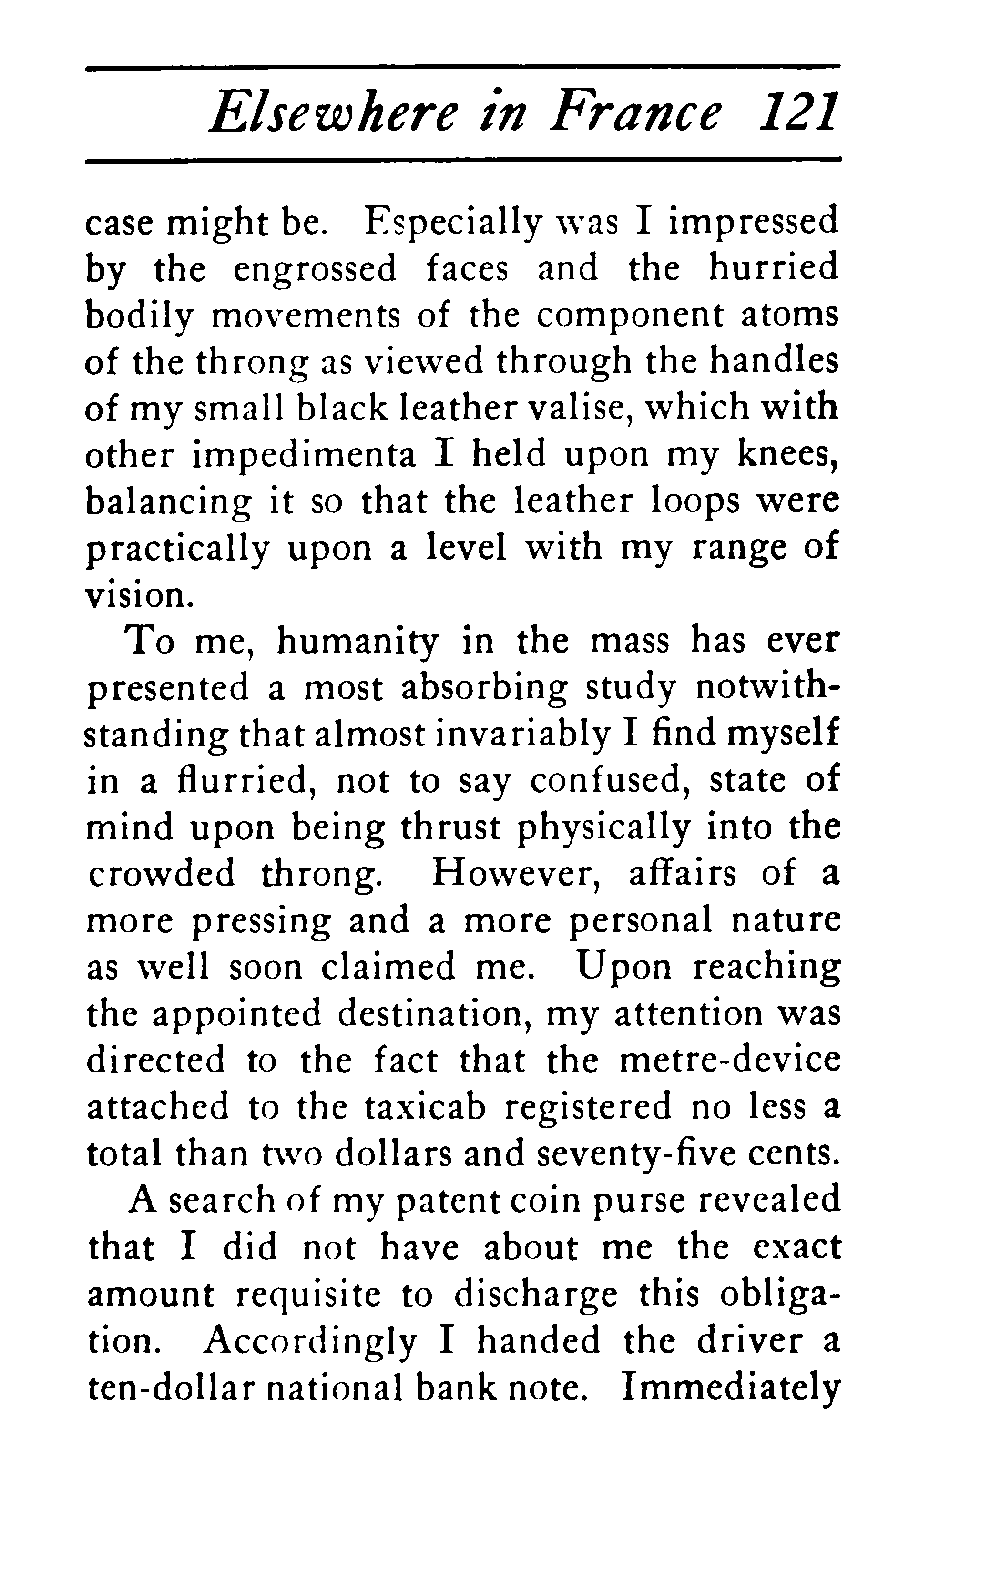 Elsewhere in France 121
case might be. Especially was I impressed
by the engrossed faces and the hurried
bodily movements of the component atoms
of the throng as viewed through the handles
of my small black leather valise, which with
other impedimenta I held upon my knees,
balancing it so that the leather loops were
practically upon a level with my range of
vision.
To me, humanity in the mass has ever
presented a most absorbing study notwith-
standing that almost invariably I find myself
in a flurried, not to say confused, state of
mind upon being thrust physically into the
crowded throng. However, affairs of a
more pressing and a more personal nature
as well soon claimed me. Upon reaching
the appointed destination, my attention was
directed to the fact that the metre-device
attached to the taxicab registered no less a
total than two dollars and seventy-five cents.
A search of my patent coin purse revealed
that I did not have about me the exact
amount requisite to discharge this obliga-
tion. Accordingly I handed the driver a
ten-dollar national bank note. Immediately